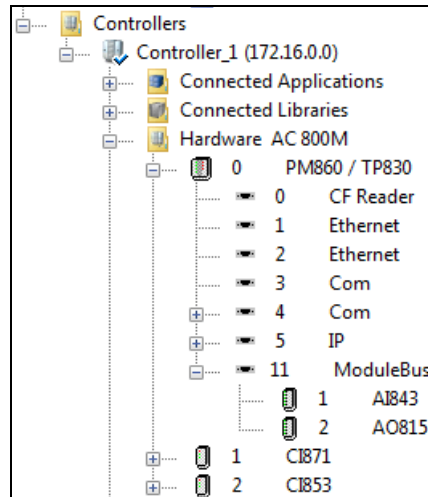 Controllers
Controller_1 (172.16.0.0)
Connected Applications
Connected Libraries
Hardware AC 800M
0 PM860 / TP830
0 CF Reader
1 Ethernet
2 Ethernet
3 Com
4 Com
5 IP
11 ModuleBus
1 AI843
2 AO815
1 CI871
2 CI853